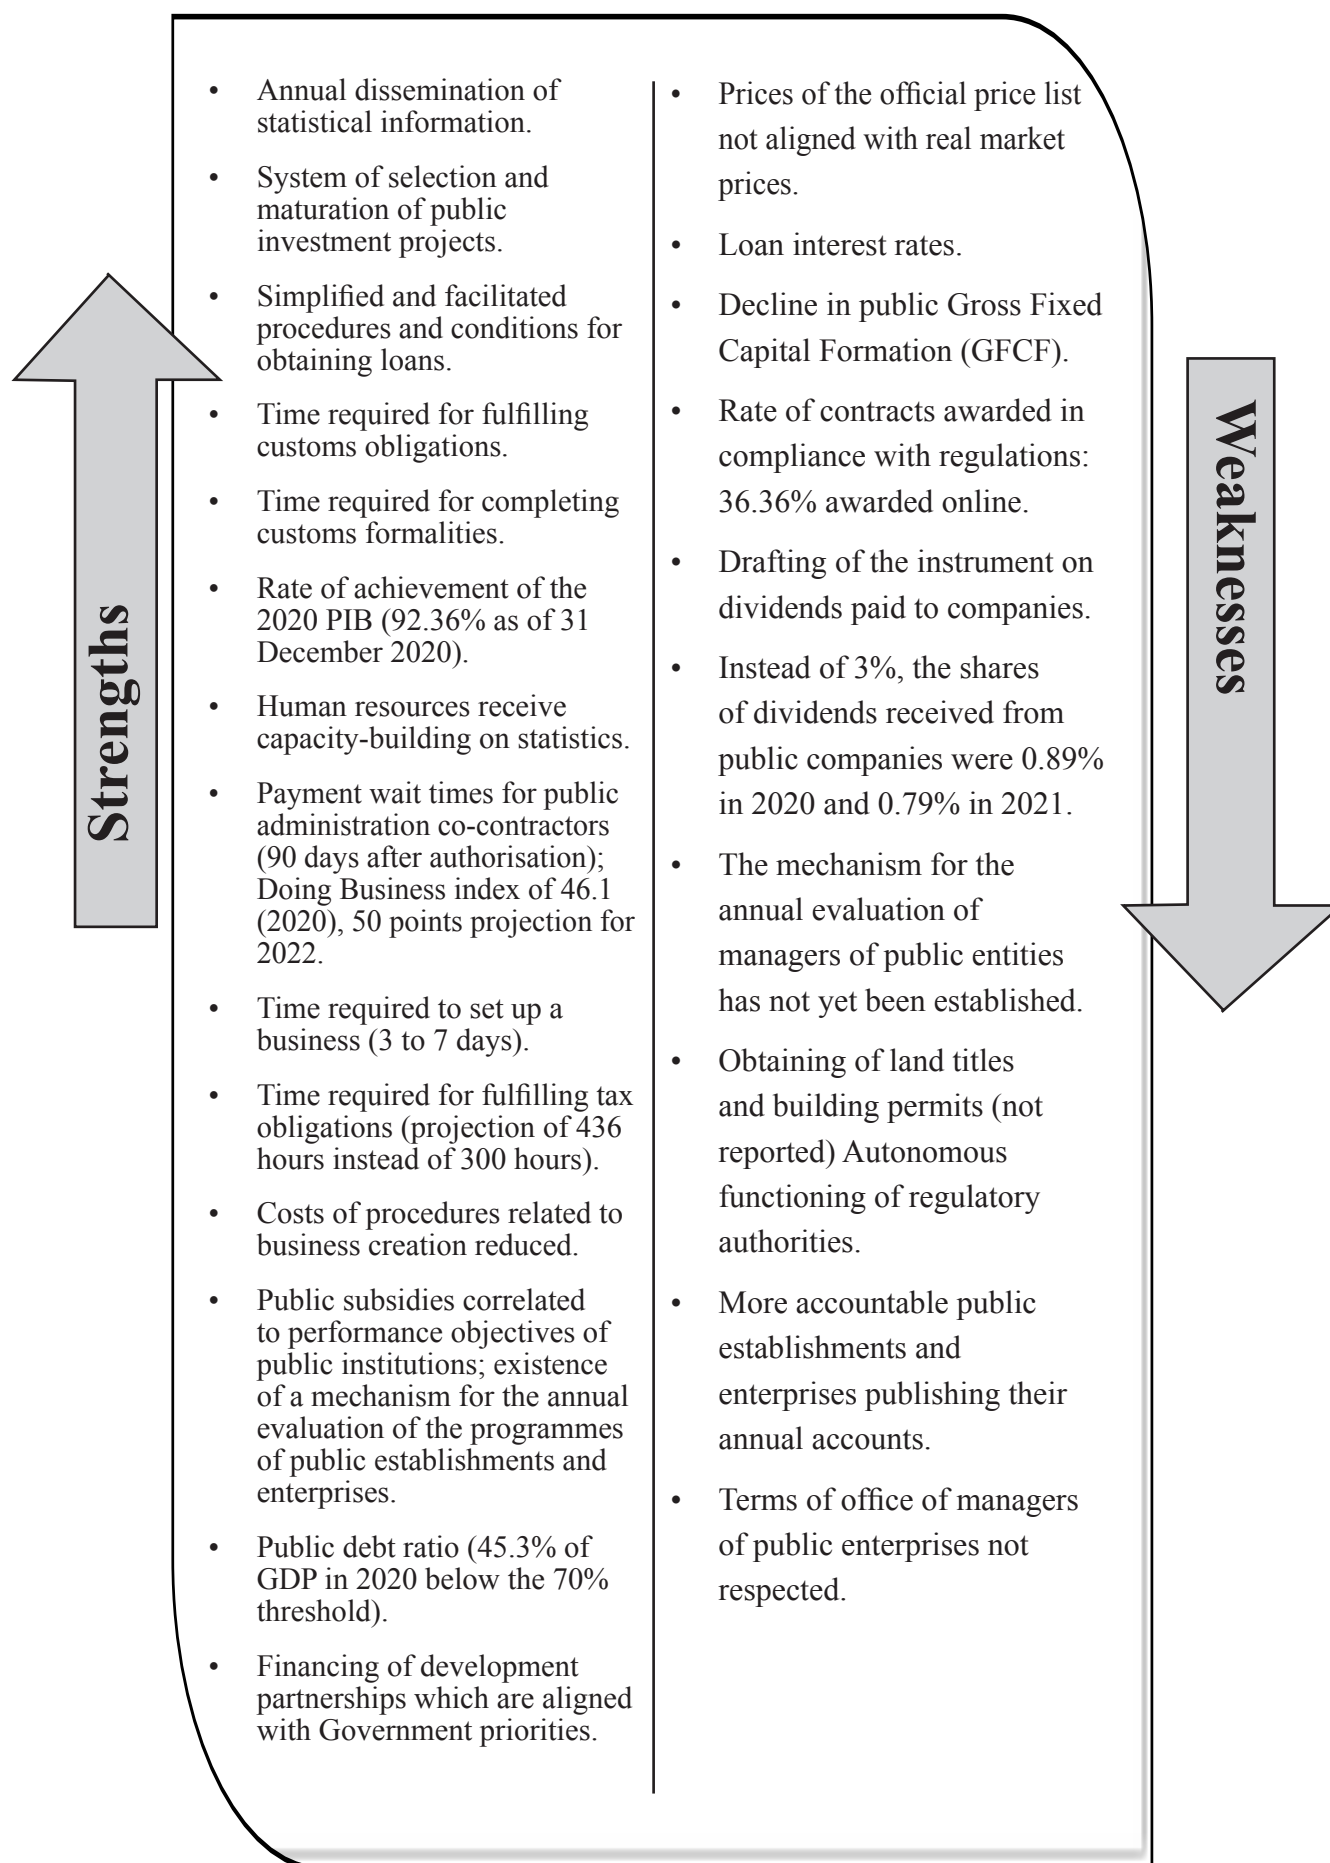 Strengths
• Annual dissemination of
statistical information.
• System of selection and
maturation of public
investment projects.
• Simplified and facilitated
procedures and conditions for
obtaining loans.
• Time required for fulfilling
customs obligations.
• Time required for completing
customs formalities.
• Rate of achievement of the
2020 PIB (92.36% as of 31
December 2020).
• Human resources receive
capacity-building on statistics.
• Payment wait times for public
administration co-contractors
(90 days after authorisation);
Doing Business index of 46.1
(2020), 50 points projection for
2022.
• Time required to set up a
business (3 to 7 days).
• Time required for fulfilling tax
obligations (projection of 436
hours instead of 300 hours).
• Costs of procedures related to
business creation reduced.
• Public subsidies correlated
to performance objectives of
public institutions; existence
of a mechanism for the annual
evaluation of the programmes
of public establishments and
enterprises.
• Public debt ratio (45.3% of
GDP in 2020 below the 70%
threshold).
• Financing of development
partnerships which are aligned
with Government priorities.
• Prices of the official price list
not aligned with real market
prices.
• Loan interest rates.
• Decline in public Gross Fixed
Capital Formation (GFCF).
• Rate of contracts awarded in
compliance with regulations:
36.36% awarded online.
• Drafting of the instrument on
dividends paid to companies.
• Instead of 3%, the shares
of dividends received from
public companies were 0.89%
in 2020 and 0.79% in 2021.
• The mechanism for the
annual evaluation of
managers of public entities
has not yet been established.
• Obtaining of land titles
and building permits (not
reported) Autonomous
functioning of regulatory
authorities.
• More accountable public
establishments and
enterprises publishing their
annual accounts.
• Terms of office of managers
of public enterprises not
respected.
Weaknesses